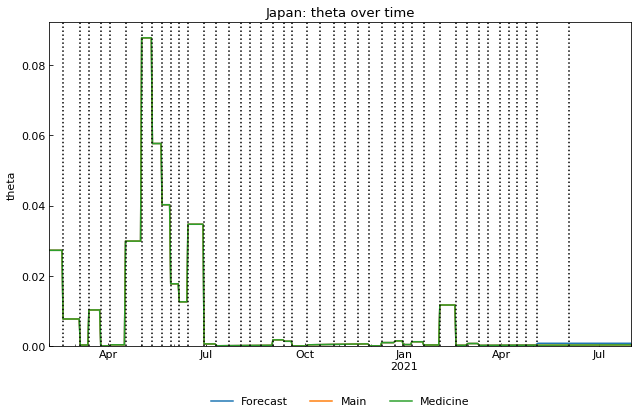 Japan: theta over time
theta
0.08
0.06
0.04
0.02
0.00
Apr Jul Oct Jan Apr Jul
2021
Forecast Main Medicine